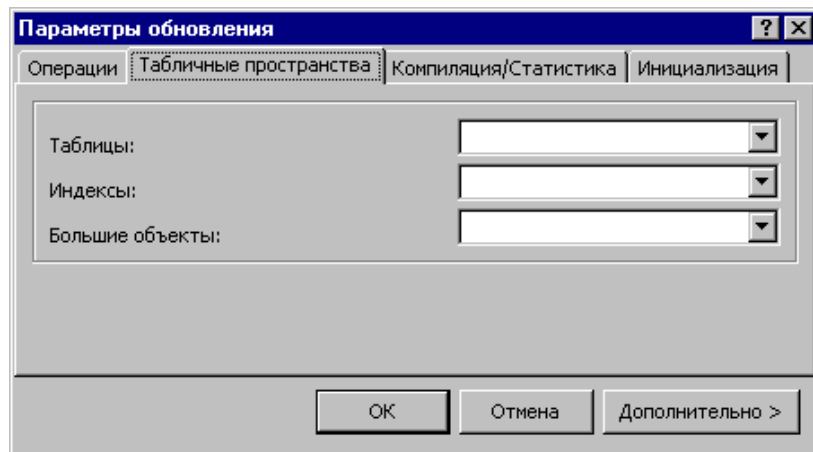 Параметры обновления
Операции Табличные пространства Компиляция/Статистика Инициализация
Таблицы:
Индексы:
Большие объекты:
OK Отмена Дополнительно >